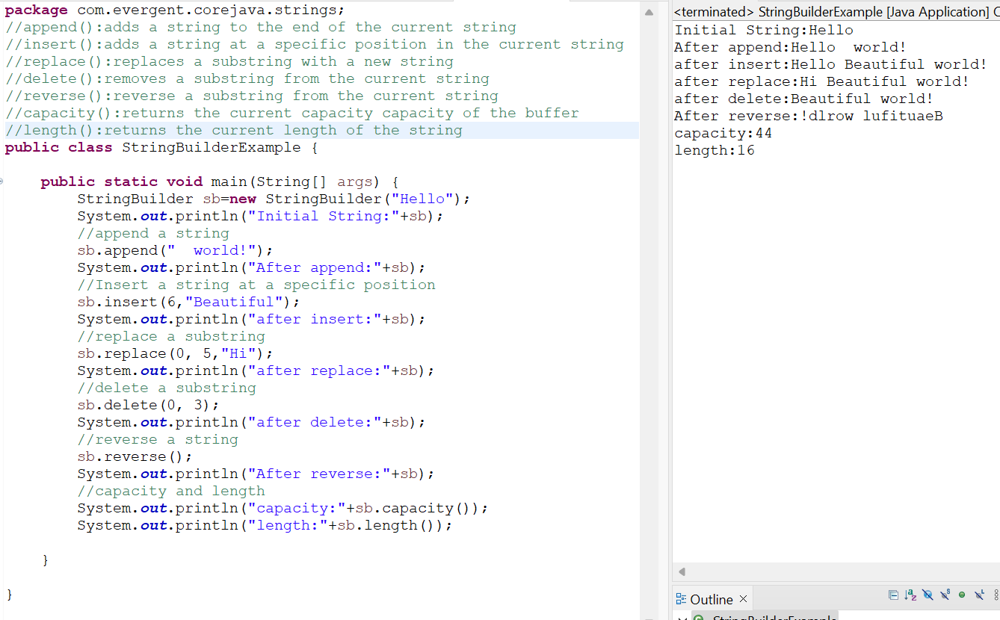 package com.evergent.corejava.strings;
//append():adds a string to the end of the current string
//insert():adds a string at a specific position in the current string
//replace():replaces a substring with a new string
//delete():removes a substring from the current string
//reverse():reverse a substring from the current string
//capacity():returns the current capacity capacity of the buffer
//length():returns the current length of the string
public class StringBuilderExample {
public static void main(String[] args) {
StringBuilder sb=new StringBuilder("Hello");
System.out.println("Initial String:"+sb);
//append a string
sb.append("  world!");
System.out.println("After append:"+sb);
//Insert a string at a specific position
sb.insert(6,"Beautiful");
System.out.println("after insert:"+sb);
//replace a substring
sb.replace(0, 5,"Hi");
System.out.println("after replace:"+sb);
//delete a substring
sb.delete(0, 3);
System.out.println("after delete:"+sb);
//reverse a string
sb.reverse();
System.out.println("After reverse:"+sb);
//capacity and length
System.out.println("capacity:"+sb.capacity());
System.out.println("length:"+sb.length());
}
}
<terminated> StringBuilderExample [Java Application]
Initial String:Hello
After append:Hello  world!
after insert:Hello Beautiful world!
after replace:Hi Beautiful world!
after delete:Beautiful world!
After reverse:!dlrow lufituaeB
capacity:44
length:16
Outline
StringBuilderExample